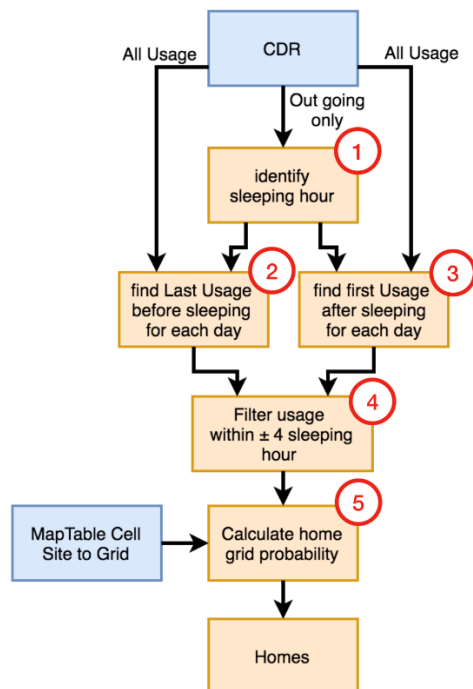 CDR
All Usage
All Usage
Out going
only
1
identify
sleeping hour
2
find Last Usage
before sleeping
for each day
3
find first Usage
after sleeping
for each day
4
Filter usage
within ± 4 sleeping
hour
5
MapTable Cell
Site to Grid
Calculate home
grid probability
Homes